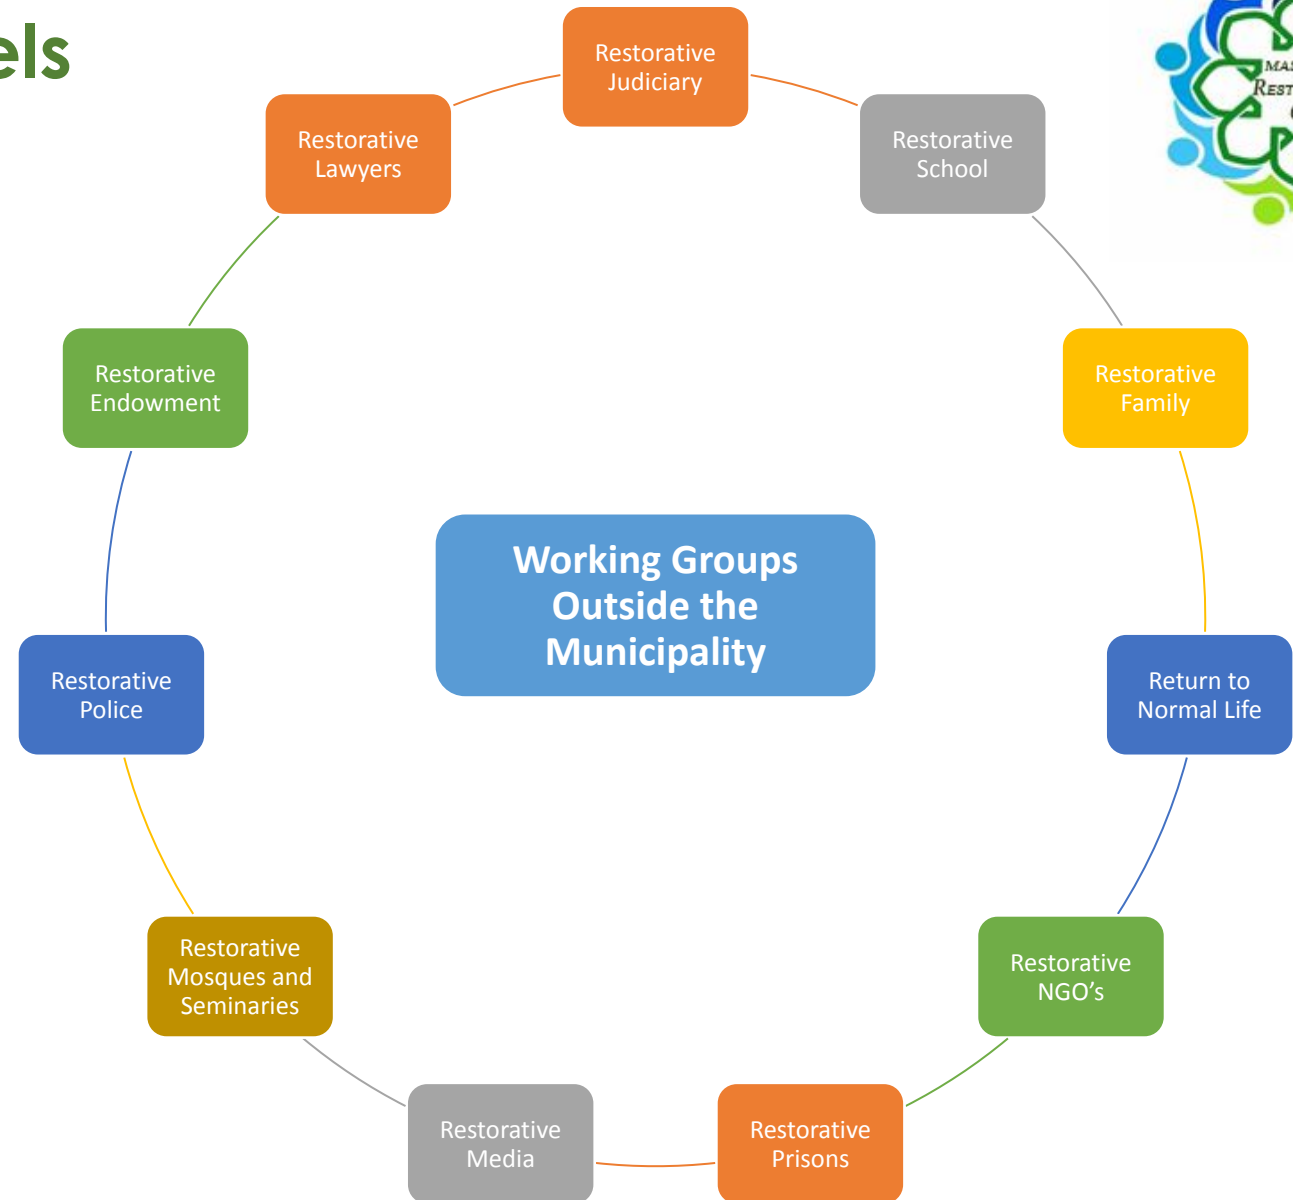 Restorative
Judiciary
Restorative
School
Restorative
Family
Return to
Normal Life
Restorative
NGO’s
Restorative
Prisons
Restorative
Media
Restorative
Mosques and
Seminaries
Restorative
Police
Restorative
Endowment
Restorative
Lawyers
Working Groups
Outside the
Municipality